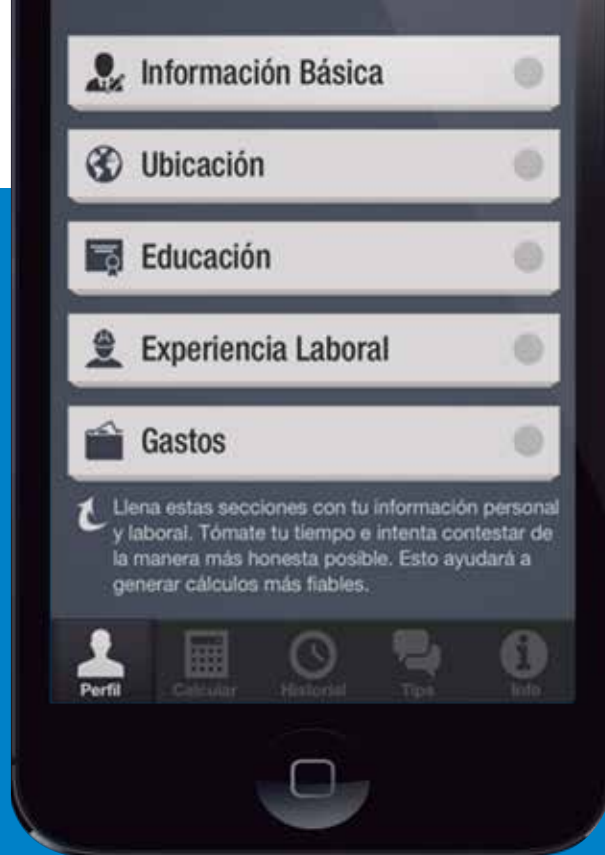 Información Básica
Ubicación
Educación
Experiencia Laboral
Gastos
Llena estas secciones con tu información personal
y laboral. Tómate tu tiempo e intenta contestar de
la manera más honesta posible. Esto ayudará a
generar cálculos más fiables.
Perfil Calcular Historial Tips Info